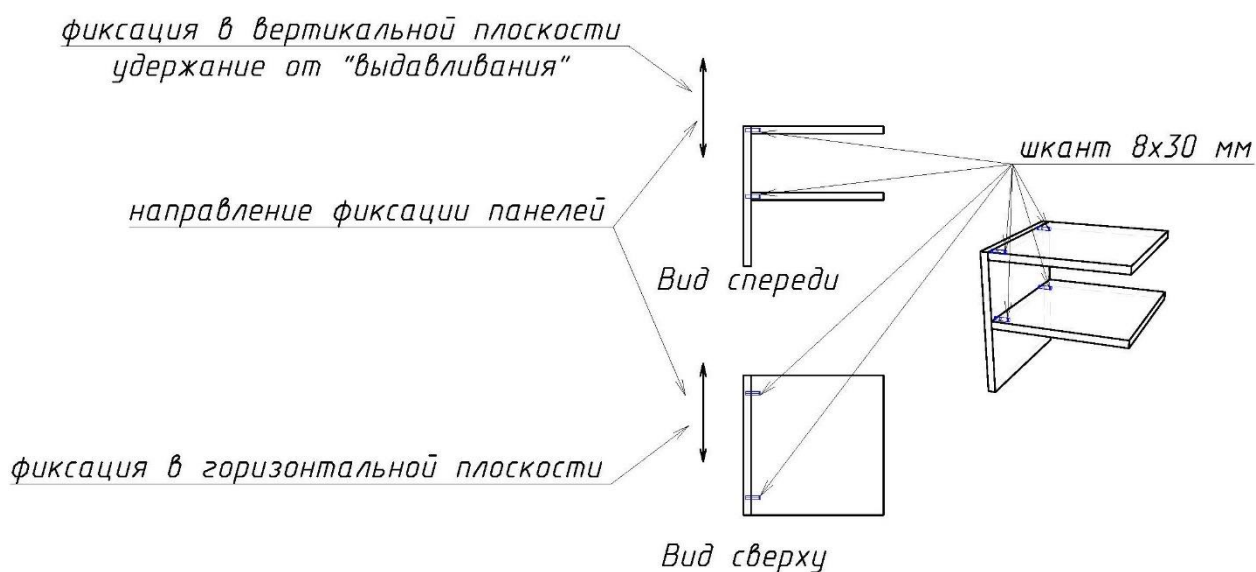 фиксация в вертикальной плоскости
удержание от "выдавливания"
шкант 8х30 мм
направление фиксации панелей
Вид спереди
фиксация в горизонтальной плоскости
Вид сверху